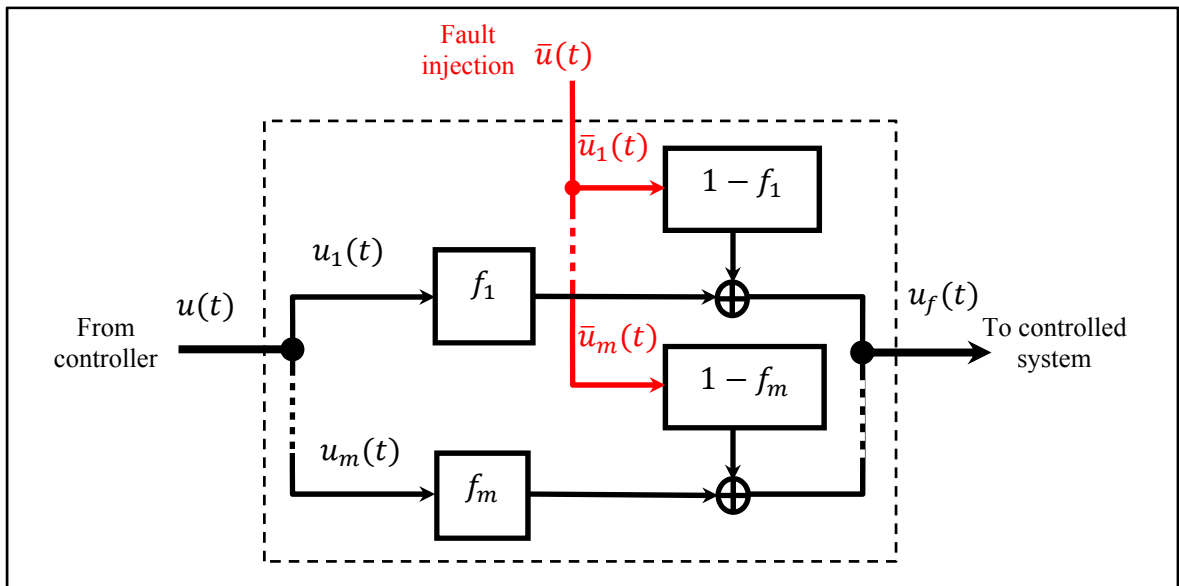 Fault
injection
ū(t)
ū₁(t)
1 − f₁
u₁(t)
f₁
u(t)
u_f(t)
From
controller
To controlled
system
ū_m(t)
1 − f_m
u_m(t)
f_m